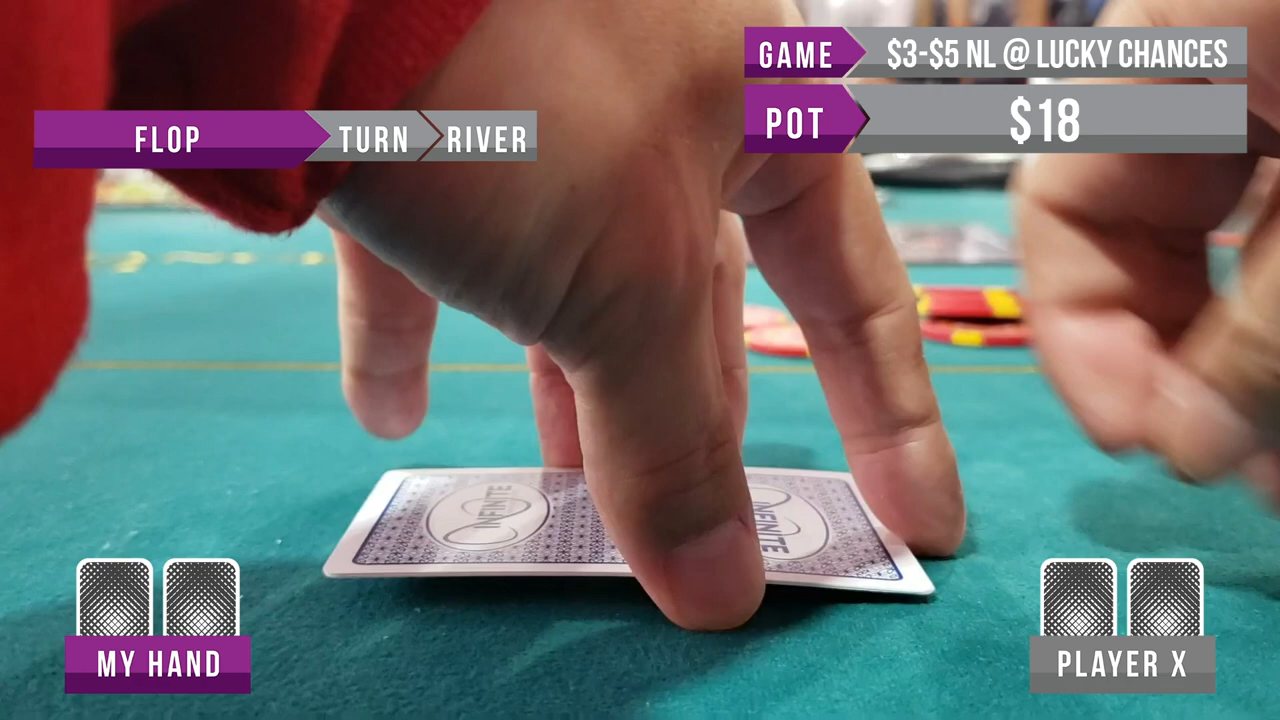 GAME
$3-$5 NL @ LUCKY CHANCES
POT
$18
FLOP
TURN
RIVER
INFINITE
INFINITE
MY HAND
PLAYER X